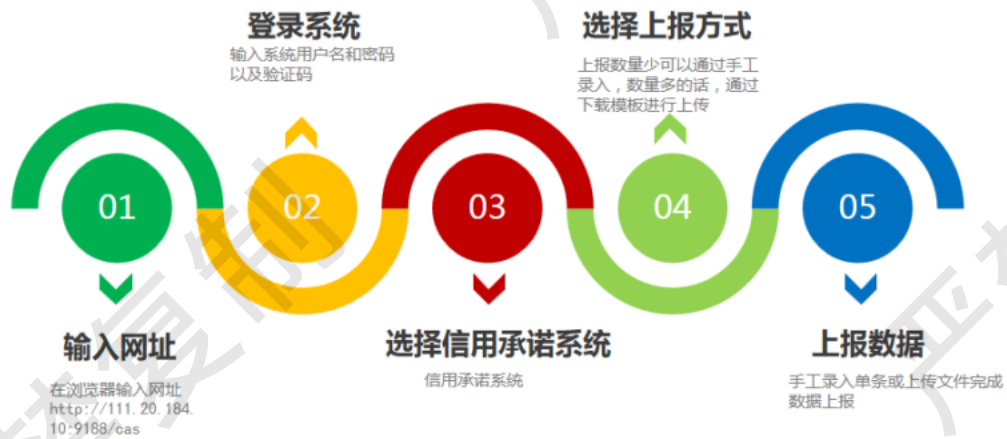 登录系统
输入系统用户名和密码
以及验证码
选择上报方式
上报数量少可以通过手工
录入，数量多的话，通过
下载模板进行上传
01
02
03
04
05
输入网址
在浏览器输入网址
http://111.20.184.
10:9188/cas
选择信用承诺系统
信用承诺系统
上报数据
手工录入单条或上传文件完成
数据上报
复制
严